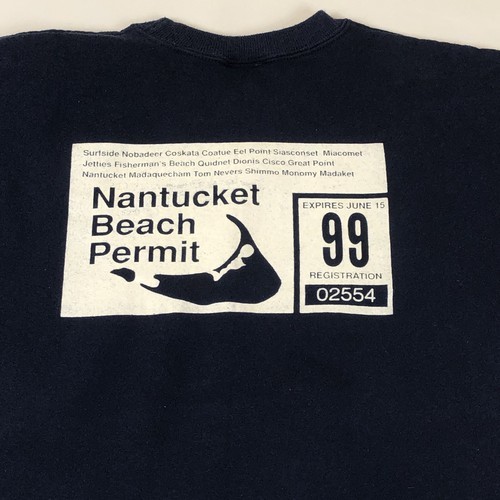 Surfside Nobadeer Coskata Coatue Eel Point Siasconset Miacomet
Jetties Fisherman's Beach Quidnet Dionis Cisco Great Point
Nantucket Madaquecham Tom Nevers Shimmo Monomy Madaket
Nantucket
Beach
Permit
EXPIRES JUNE 15
99
REGISTRATION
02554